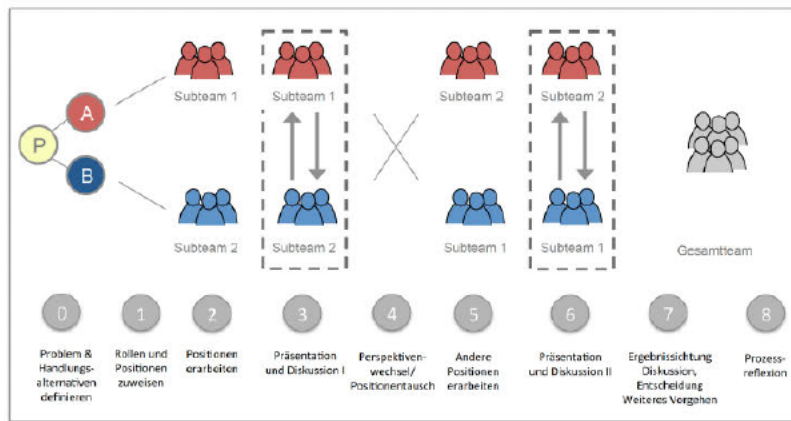 A
P
B
Subteam 1
Subteam 1
Subteam 2
Subteam 2
Subteam 2
Subteam 2
Subteam 1
Subteam 1
Gesamtteam
0
1
2
3
4
5
6
7
8
Problem &
Handlungs-
alternativen
definieren
Rollen und
Positionen
zuweisen
Positionen
erarbeiten
Präsentation
und Diskussion I
Perspektiven-
wechsel/
Positionentausch
Andere
Positionen
erarbeiten
Präsentation
und Diskussion II
Ergebnissichtung
Diskussion,
Entscheidung
Weiteres Vorgehen
Prozess-
reflexion